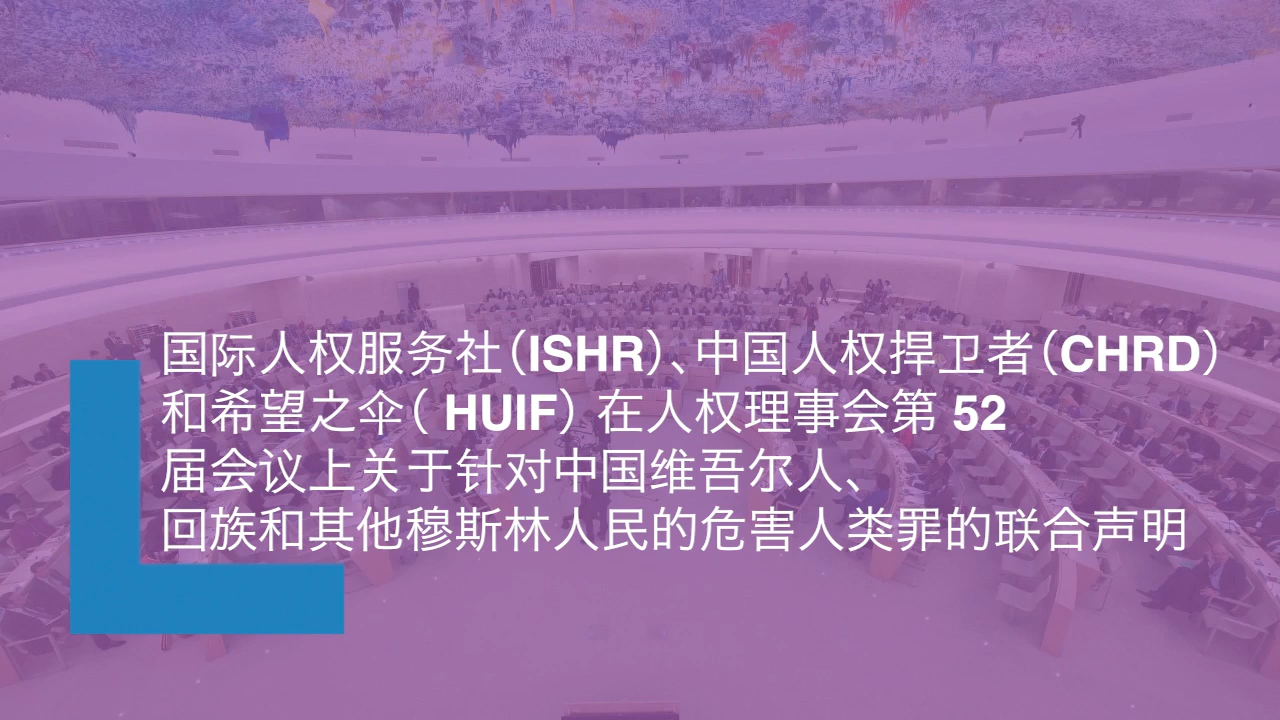 国际人权服务社（ISHR）、中国人权捍卫者（CHRD）
和希望之伞（ HUIF） 在人权理事会第 52
届会议上关于针对中国维吾尔人、
回族和其他穆斯林人民的危害人类罪的联合声明